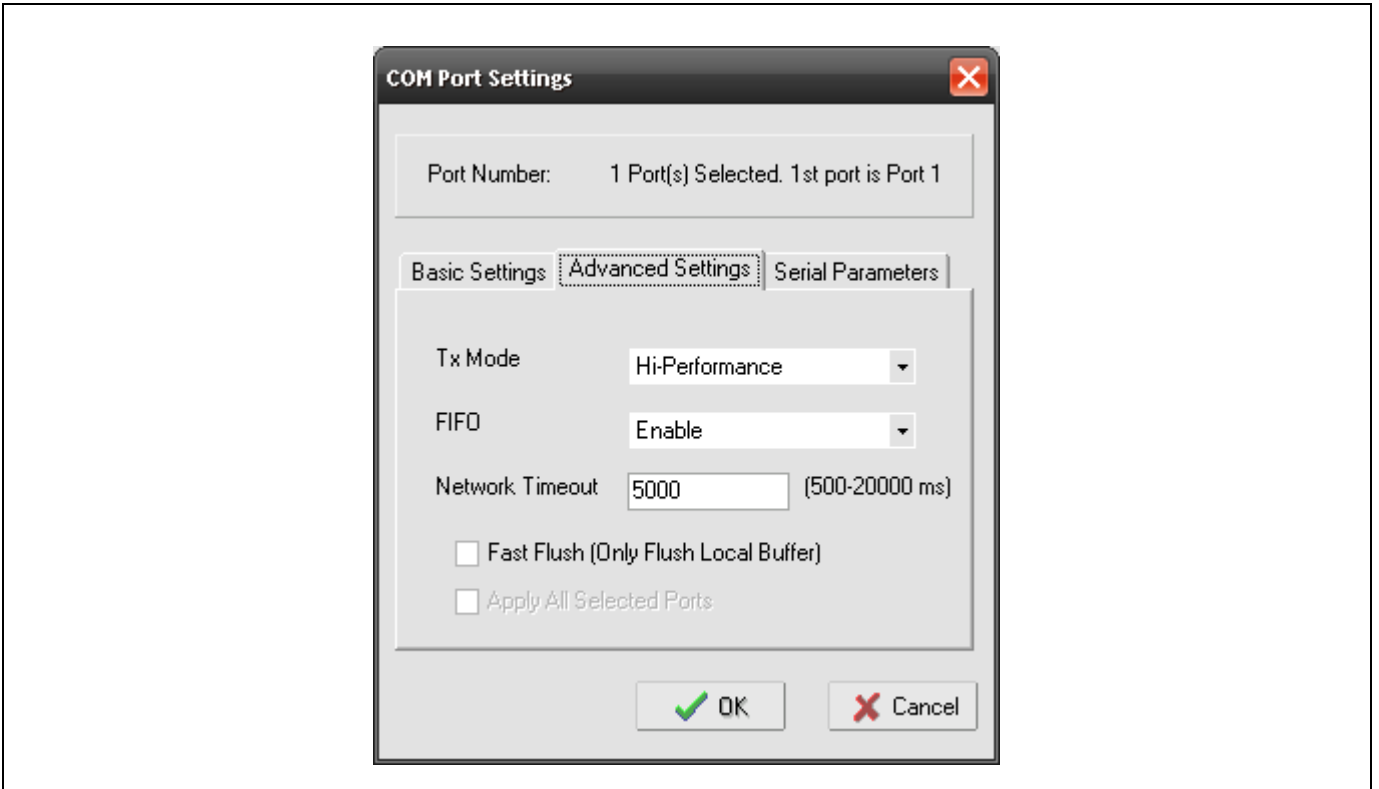 COM Port Settings
Port Number: 1 Port(s) Selected. 1st port is Port 1
Basic Settings Advanced Settings Serial Parameters
Tx Mode Hi-Performance
FIFO Enable
Network Timeout 5000 (500-20000 ms)
Fast Flush (Only Flush Local Buffer)
Apply All Selected Ports
OK Cancel